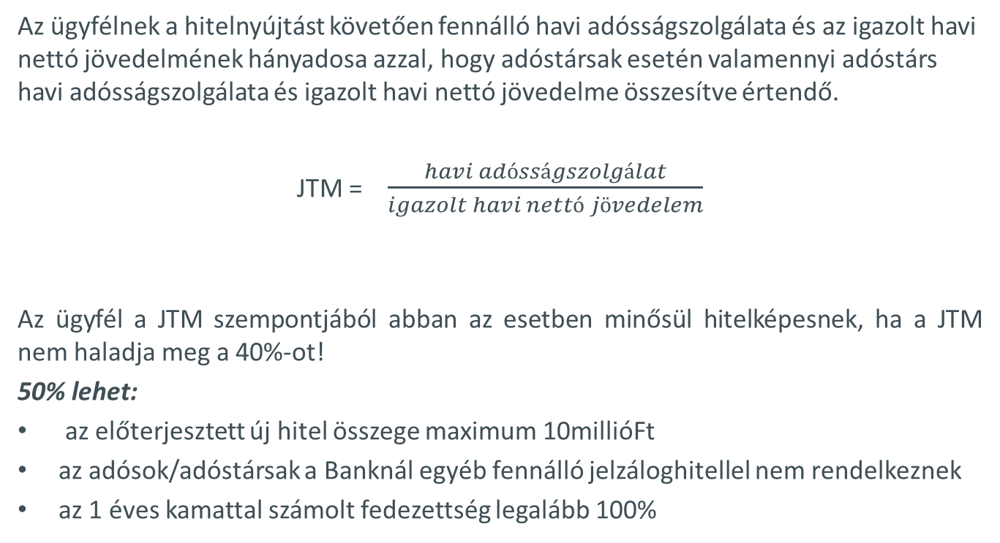 Az ügyfélnek a hitelnyújtást követően fennálló havi adósságszolgálata és az igazolt havi
nettó jövedelmének hányadosa azzal, hogy adóstársak esetén valamennyi adóstárs
havi adósságszolgálata és igazolt havi nettó jövedelme összesítve értendő.
JTM = havi adósságszolgálat
igazolt havi nettó jövedelem
Az ügyfél a JTM szempontjából abban az esetben minősül hitelképesnek, ha a JTM
nem haladja meg a 40%-ot!
50% lehet:
• az előterjesztett új hitel összege maximum 10millióFt
• az adósok/adóstársak a Banknál egyéb fennálló jelzáloghitellel nem rendelkeznek
• az 1 éves kamattal számolt fedezettség legalább 100%